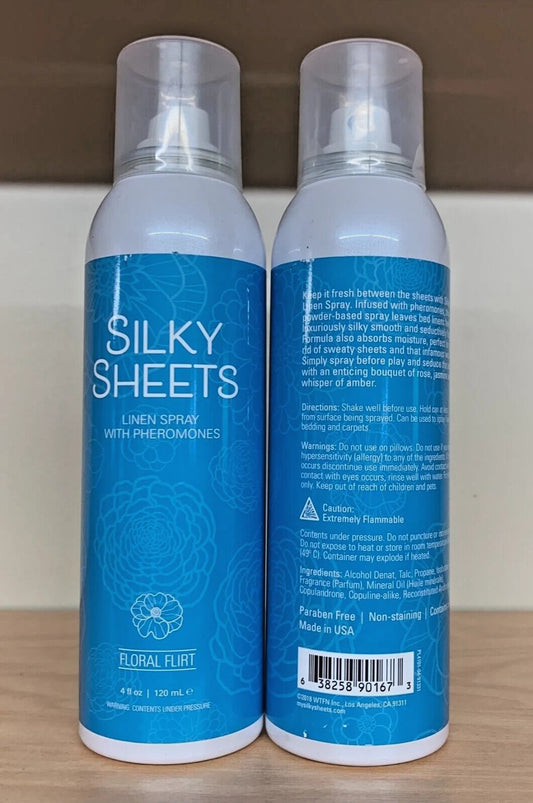 SILKY
SHEETS
LINEN SPRAY
WITH PHEROMONES
FLORAL FLIRT
4 fl oz | 120 mL ℮
WARNING: CONTENTS UNDER PRESSURE
Keep it fresh between the sheets with
Linen Spray. Infused with pheromones,
powder-based spray leaves bed linens
luxuriously silky smooth and seductively
Formula also absorbs moisture, perfect
rid of sweaty sheets and that infamous
Simply spray before play and seduce
with an enticing bouquet of rose, jasmine
whisper of amber.
Directions: Shake well before use. Hold can at
from surface being sprayed. Can be used to
bedding and carpets
Warnings: Do not use on pillows. Do not use if
hypersensitivity (allergy) to any of the ingredients.
occurs discontinue use immediately. Avoid contact
contact with eyes occurs, rinse well with water.
only. Keep out of reach of children and pets.
Caution:
Extremely Flammable
Contents under pressure. Do not puncture or
Do not expose to heat or store in room temperature
(49° C). Container may explode if heated.
Ingredients: Alcohol Denat, Talc, Propane,
Fragrance (Parfum), Mineral Oil (Huile minérale),
Copulandrone, Copuline-alike,
Paraben Free | Non-staining |
Made in USA
6 38258 90167 3
©2018 WTFN Inc., Los Angeles, CA.91311
mysilkysheets.com